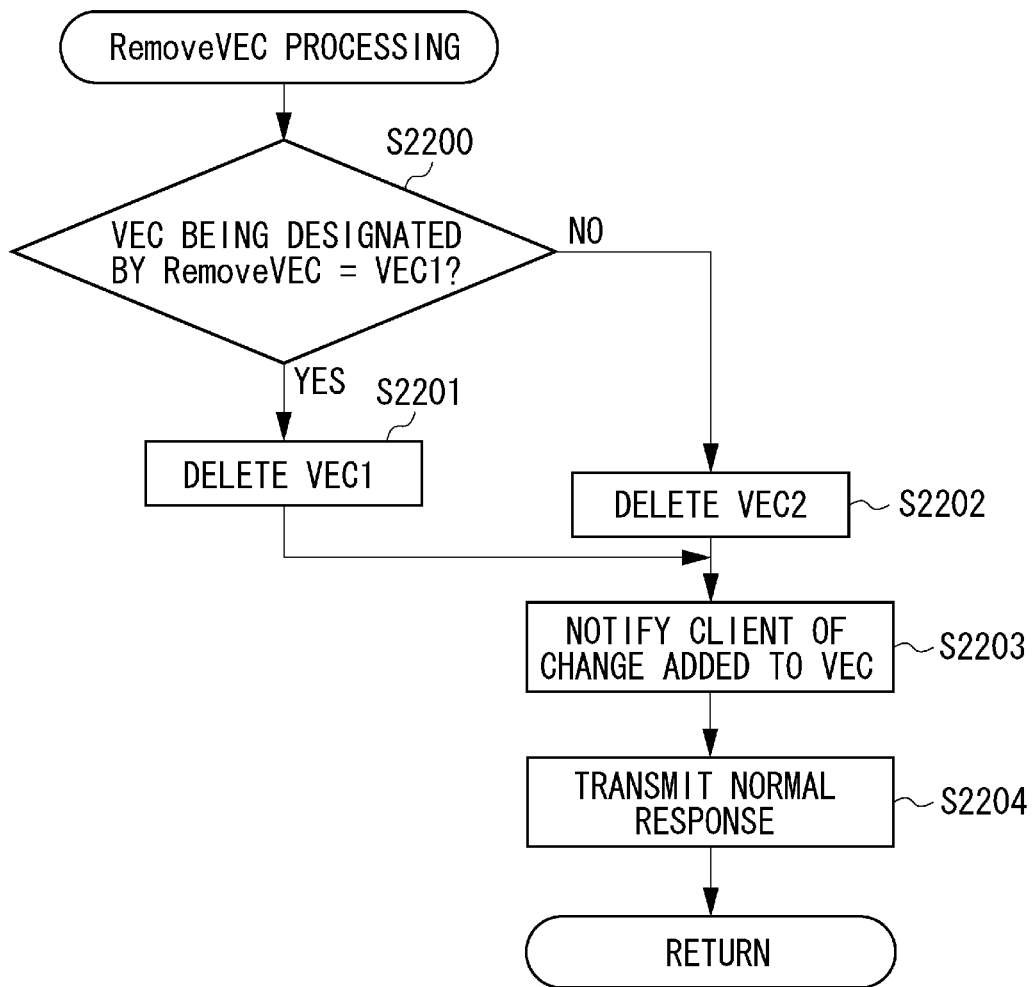 RemoveVEC PROCESSING
S2200
VEC BEING DESIGNATED
BY RemoveVEC = VEC1?
NO
YES
S2201
DELETE VEC1
DELETE VEC2
S2202
NOTIFY CLIENT OF
CHANGE ADDED TO VEC
S2203
TRANSMIT NORMAL
RESPONSE
S2204
RETURN